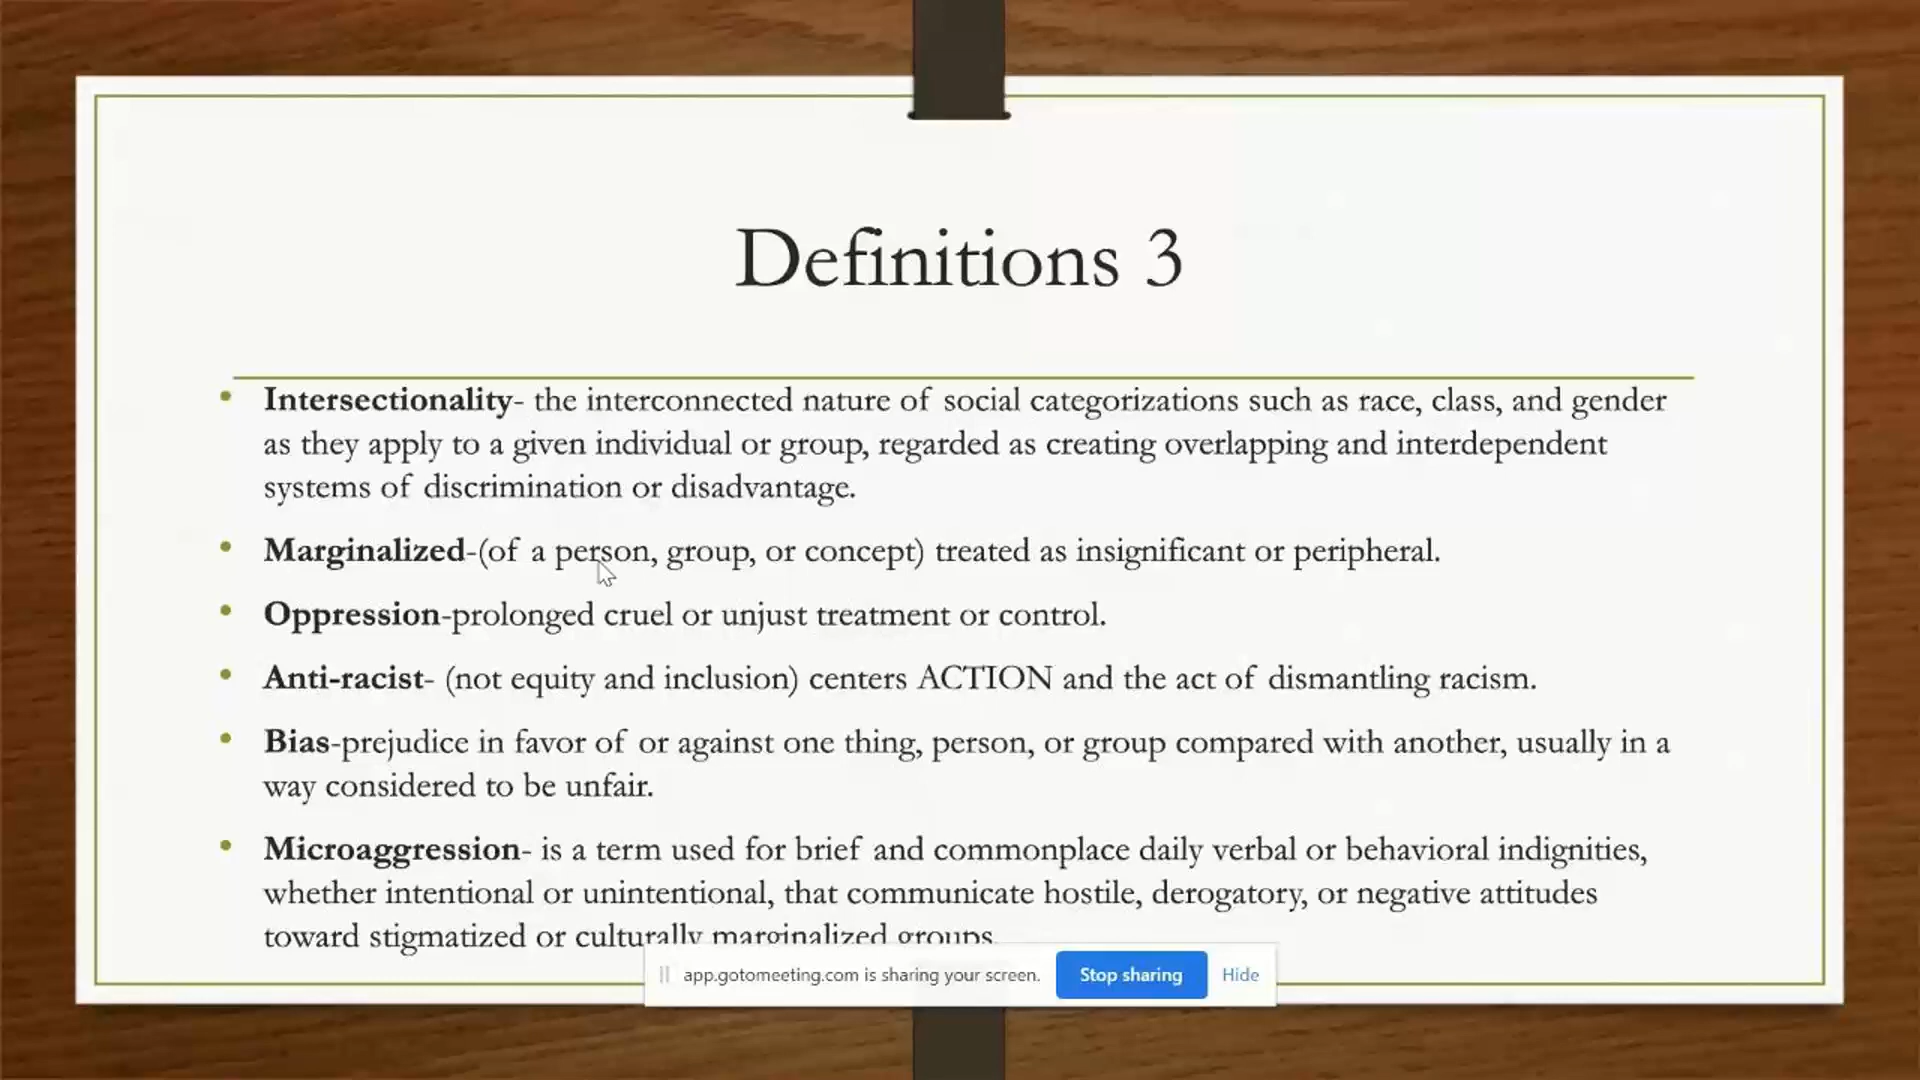 Definitions 3
• Intersectionality- the interconnected nature of social categorizations such as race, class, and gender
as they apply to a given individual or group, regarded as creating overlapping and interdependent
systems of discrimination or disadvantage.
• Marginalized-(of a person, group, or concept) treated as insignificant or peripheral.
• Oppression-prolonged cruel or unjust treatment or control.
• Anti-racist- (not equity and inclusion) centers ACTION and the act of dismantling racism.
• Bias-prejudice in favor of or against one thing, person, or group compared with another, usually in a
way considered to be unfair.
• Microaggression- is a term used for brief and commonplace daily verbal or behavioral indignities,
whether intentional or unintentional, that communicate hostile, derogatory, or negative attitudes
toward stigmatized or culturally marginalized groups.
app.gotomeeting.com is sharing your screen. Stop sharing Hide